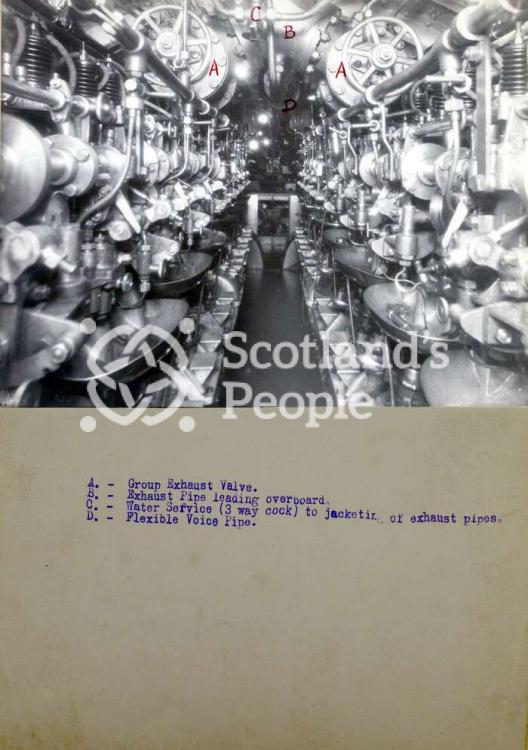 C
B
A
A
D
Scotland's
People
A. - Group Exhaust Valve.
B. - Exhaust Pipe leading overboard.
C. - Water Service (3 way cock) to jacketing of exhaust pipes.
D. - Flexible Voice Pipe.